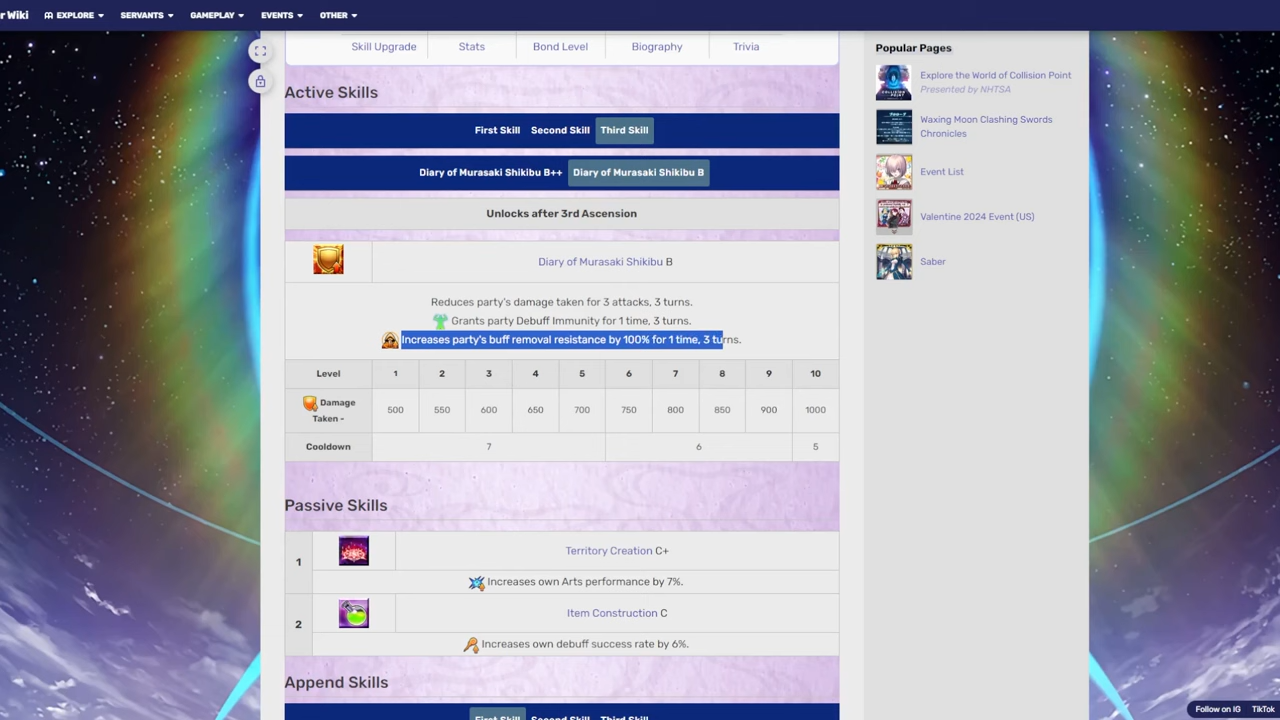 r Wiki
EXPLORE
SERVANTS
GAMEPLAY
EVENTS
OTHER
Skill Upgrade
Stats
Bond Level
Biography
Trivia
Active Skills
First Skill
Second Skill
Third Skill
Diary of Murasaki Shikibu B++
Diary of Murasaki Shikibu B
Unlocks after 3rd Ascension
Diary of Murasaki Shikibu B
Reduces party's damage taken for 3 attacks, 3 turns.
Grants party Debuff Immunity for 1 time, 3 turns.
Increases party's buff removal resistance by 100% for 1 time, 3 turns.
Level 1 2 3 4 5 6 7 8 9 10
Damage
Taken -
500 550 600 650 700 750 800 850 900 1000
Cooldown 7 6 5
Passive Skills
1
Territory Creation C+
Increases own Arts performance by 7%.
2
Item Construction C
Increases own debuff success rate by 6%.
Append Skills
First Skill
Second Skill
Third Skill
Popular Pages
Explore the World of Collision Point
Presented by NHTSA
Waxing Moon Clashing Swords
Chronicles
Event List
Valentine 2024 Event (US)
Saber
Follow on IG
TikTok